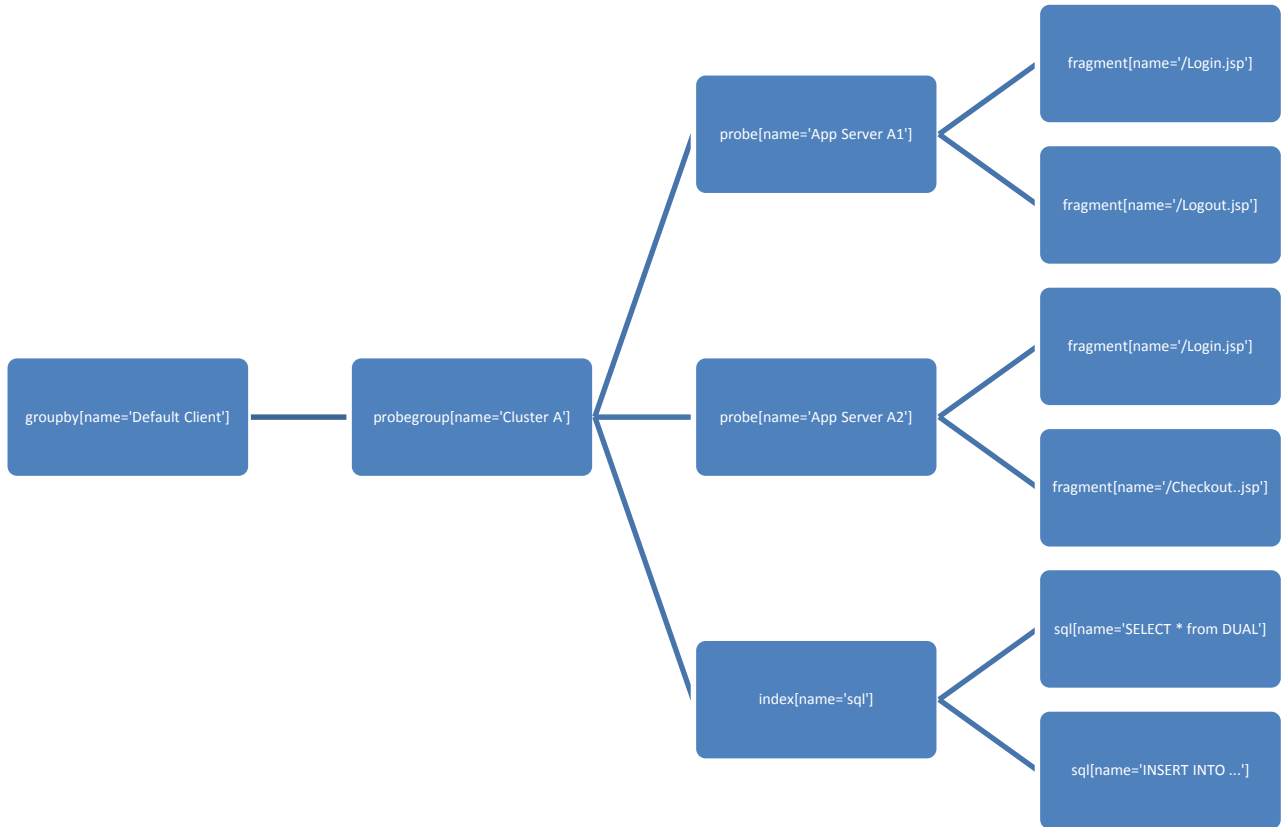 groupby[name='Default Client']
probegroup[name='Cluster A']
probe[name='App Server A1']
fragment[name='/Login.jsp']
fragment[name='/Logout.jsp']
probe[name='App Server A2']
fragment[name='/Login.jsp']
fragment[name='/Checkout..jsp']
index[name='sql']
sql[name='SELECT * from DUAL']
sql[name='INSERT INTO ...']